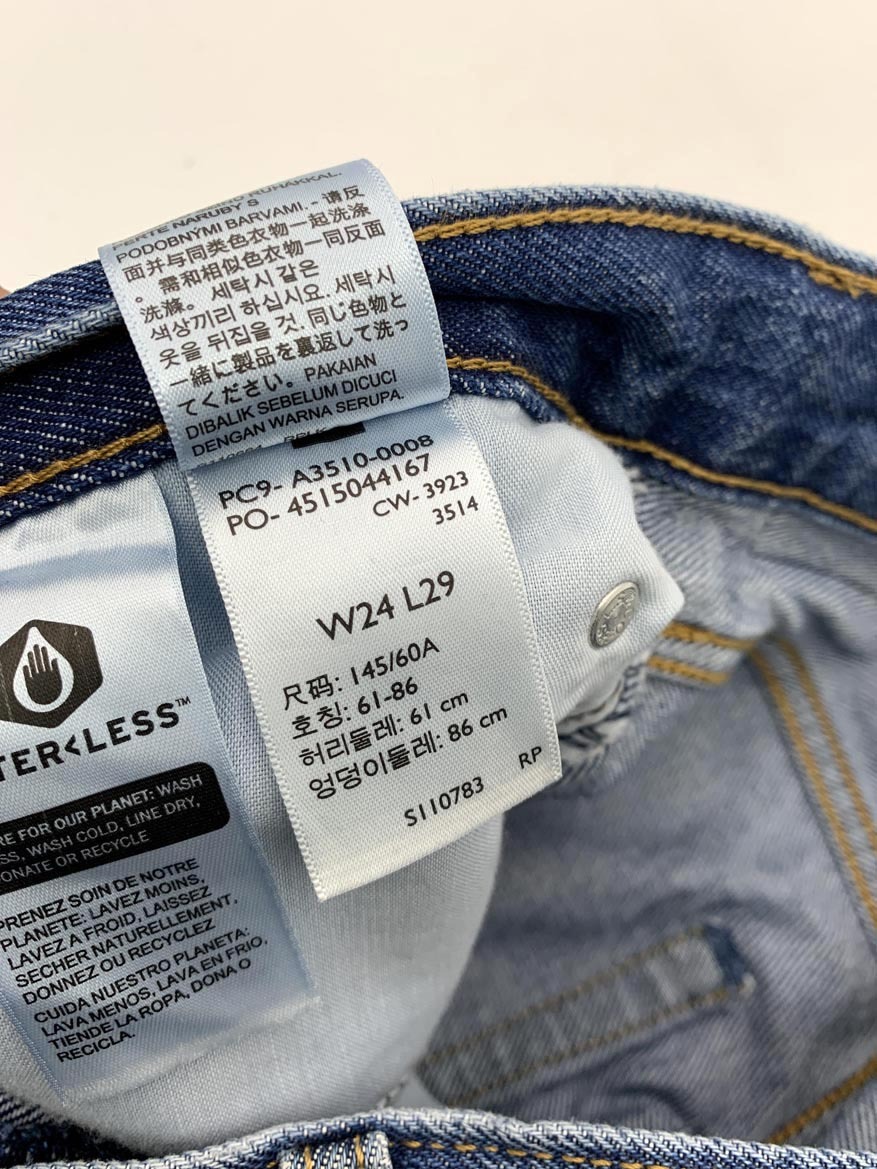 RUHAKKAL.
PERTE NARUBY S
PODOBNÝMI BARVAMI. - 请反
面并与同类色衣物一起洗涤
。需和相似色衣物一同反面
洗滌。세탁시 같은
색상끼리 하십시요. 세탁시
옷을 뒤집을 것. 同じ色物と
一緒に製品を裏返して洗っ
てください。PAKAIAN
DIBALIK SEBELUM DICUCI
DENGAN WARNA SERUPA.
PC9- A3510-0008
PO- 4515044167
CW- 3923
3514
W24 L29
尺码: 145/60A
호칭: 61-86
허리둘레: 61 cm
엉덩이둘레: 86 cm
S110783 RP
TER<LESS™
E FOR OUR PLANET: WASH
SS, WASH COLD, LINE DRY,
ONATE OR RECYCLE
PRENEZ SOIN DE NOTRE
PLANETE: LAVEZ MOINS,
LAVEZ A FROID, LAISSEZ
SECHER NATURELLEMENT,
DONNEZ OU RECYCLEZ
CUIDA NUESTRO PLANETA:
LAVA MENOS, LAVA EN FRIO,
TIENDE LA ROPA, DONA O
RECICLA.